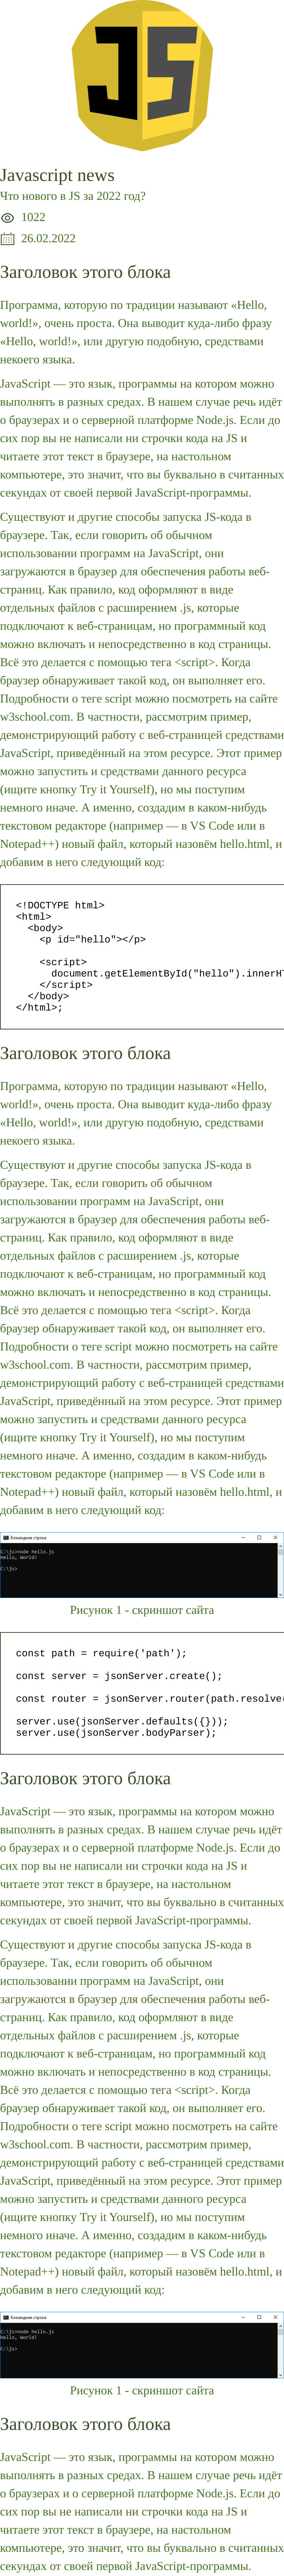 JS
Javascript news
Что нового в JS за 2022 год?
1022
26.02.2022
Заголовок этого блока
Программа, которую по традиции называют «Hello,
world!», очень проста. Она выводит куда-либо фразу
«Hello, world!», или другую подобную, средствами
некоего языка.
JavaScript — это язык, программы на котором можно
выполнять в разных средах. В нашем случае речь идёт
о браузерах и о серверной платформе Node.js. Если до
сих пор вы не написали ни строчки кода на JS и
читаете этот текст в браузере, на настольном
компьютере, это значит, что вы буквально в считанных
секундах от своей первой JavaScript-программы.
Существуют и другие способы запуска JS-кода в
браузере. Так, если говорить об обычном
использовании программ на JavaScript, они
загружаются в браузер для обеспечения работы веб-
страниц. Как правило, код оформляют в виде
отдельных файлов с расширением .js, которые
подключают к веб-страницам, но программный код
можно включать и непосредственно в код страницы.
Всё это делается с помощью тега <script>. Когда
браузер обнаруживает такой код, он выполняет его.
Подробности о теге script можно посмотреть на сайте
w3school.com. В частности, рассмотрим пример,
демонстрирующий работу с веб-страницей средствами
JavaScript, приведённый на этом ресурсе. Этот пример
можно запустить и средствами данного ресурса
(ищите кнопку Try it Yourself), но мы поступим
немного иначе. А именно, создадим в каком-нибудь
текстовом редакторе (например — в VS Code или в
Notepad++) новый файл, который назовём hello.html, и
добавим в него следующий код:
<!DOCTYPE html>
<html>
<body>
<p id="hello"></p>
<script>
document.getElementById("hello").innerHT
</script>
</body>
</html>;
Заголовок этого блока
Программа, которую по традиции называют «Hello,
world!», очень проста. Она выводит куда-либо фразу
«Hello, world!», или другую подобную, средствами
некоего языка.
Существуют и другие способы запуска JS-кода в
браузере. Так, если говорить об обычном
использовании программ на JavaScript, они
загружаются в браузер для обеспечения работы веб-
страниц. Как правило, код оформляют в виде
отдельных файлов с расширением .js, которые
подключают к веб-страницам, но программный код
можно включать и непосредственно в код страницы.
Всё это делается с помощью тега <script>. Когда
браузер обнаруживает такой код, он выполняет его.
Подробности о теге script можно посмотреть на сайте
w3school.com. В частности, рассмотрим пример,
демонстрирующий работу с веб-страницей средствами
JavaScript, приведённый на этом ресурсе. Этот пример
можно запустить и средствами данного ресурса
(ищите кнопку Try it Yourself), но мы поступим
немного иначе. А именно, создадим в каком-нибудь
текстовом редакторе (например — в VS Code или в
Notepad++) новый файл, который назовём hello.html, и
добавим в него следующий код:
Командная строка
C:\js>node hello.js
Hello, World!
C:\js>
Рисунок 1 - скриншот сайта
const path = require('path');
const server = jsonServer.create();
const router = jsonServer.router(path.resolve
server.use(jsonServer.defaults({}));
server.use(jsonServer.bodyParser);
Заголовок этого блока
JavaScript — это язык, программы на котором можно
выполнять в разных средах. В нашем случае речь идёт
о браузерах и о серверной платформе Node.js. Если до
сих пор вы не написали ни строчки кода на JS и
читаете этот текст в браузере, на настольном
компьютере, это значит, что вы буквально в считанных
секундах от своей первой JavaScript-программы.
Существуют и другие способы запуска JS-кода в
браузере. Так, если говорить об обычном
использовании программ на JavaScript, они
загружаются в браузер для обеспечения работы веб-
страниц. Как правило, код оформляют в виде
отдельных файлов с расширением .js, которые
подключают к веб-страницам, но программный код
можно включать и непосредственно в код страницы.
Всё это делается с помощью тега <script>. Когда
браузер обнаруживает такой код, он выполняет его.
Подробности о теге script можно посмотреть на сайте
w3school.com. В частности, рассмотрим пример,
демонстрирующий работу с веб-страницей средствами
JavaScript, приведённый на этом ресурсе. Этот пример
можно запустить и средствами данного ресурса
(ищите кнопку Try it Yourself), но мы поступим
немного иначе. А именно, создадим в каком-нибудь
текстовом редакторе (например — в VS Code или в
Notepad++) новый файл, который назовём hello.html, и
добавим в него следующий код:
Командная строка
C:\js>node hello.js
Hello, World!
C:\js>
Рисунок 1 - скриншот сайта
Заголовок этого блока
JavaScript — это язык, программы на котором можно
выполнять в разных средах. В нашем случае речь идёт
о браузерах и о серверной платформе Node.js. Если до
сих пор вы не написали ни строчки кода на JS и
читаете этот текст в браузере, на настольном
компьютере, это значит, что вы буквально в считанных
секундах от своей первой JavaScript-программы.